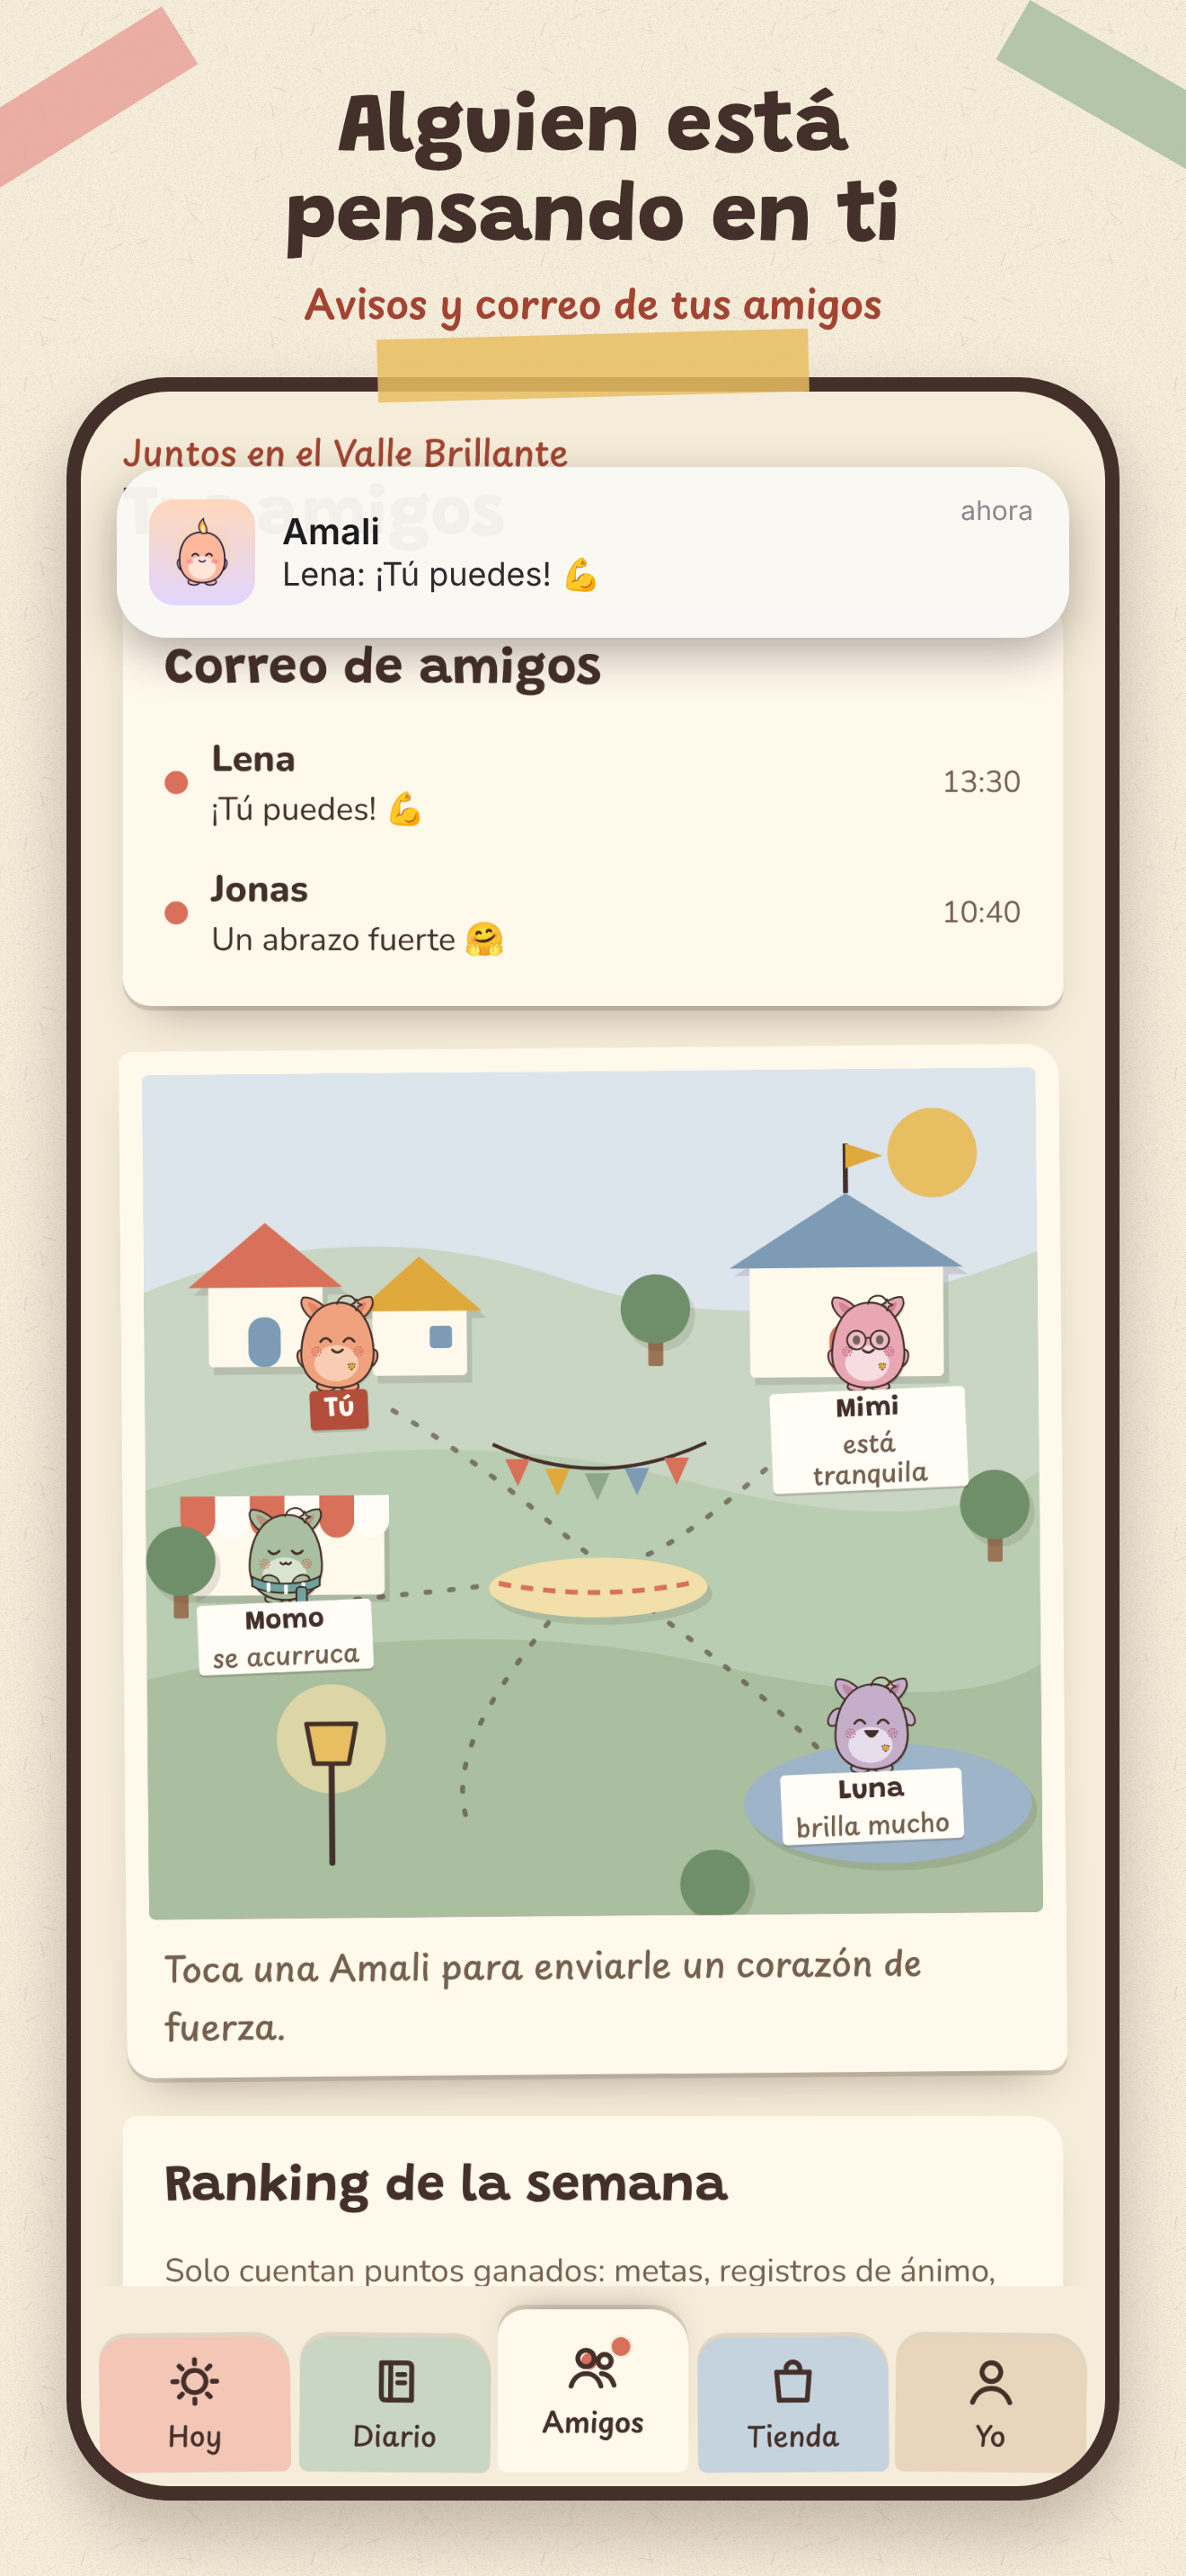 Alguien está
pensando en ti
Avisos y correo de tus amigos
Juntos en el Valle Brillante
Tus amigos
Amali
ahora
Lena: ¡Tú puedes! 💪
Correo de amigos
Lena
¡Tú puedes! 💪
13:30
Jonas
Un abrazo fuerte 🤗
10:40
Tú
Mimi
está
tranquila
Momo
se acurruca
Luna
brilla mucho
Toca una Amali para enviarle un corazón de
fuerza.
Ranking de la semana
Solo cuentan puntos ganados: metas, registros de ánimo,
Hoy
Diario
Amigos
Tienda
Yo